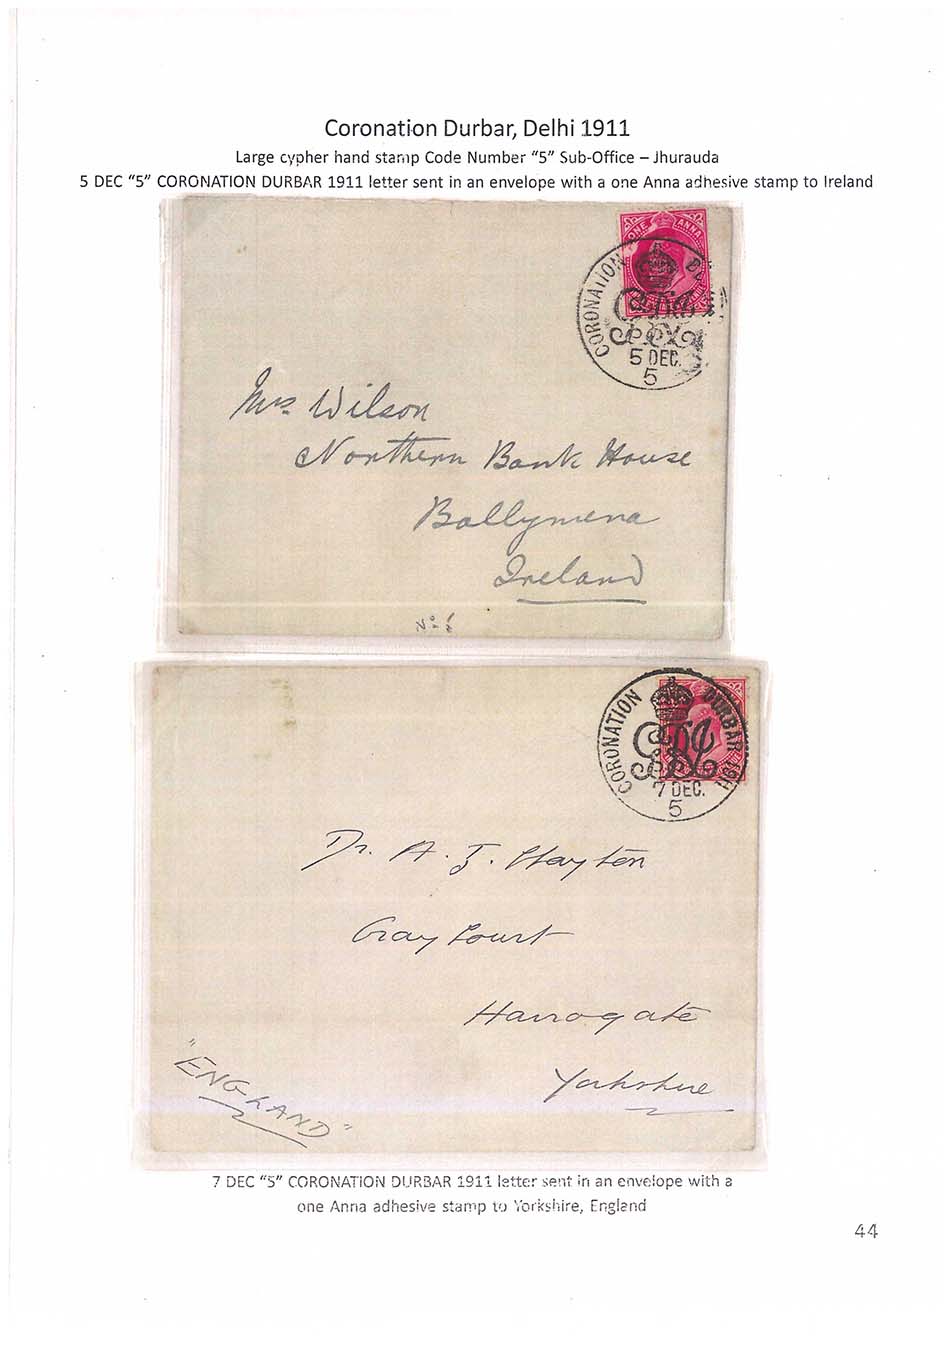 Coronation Durbar, Delhi 1911
Large cypher hand stamp Code Number “5” Sub-Office – Jhurauda
5 DEC “5” CORONATION DURBAR 1911 letter sent in an envelope with a one Anna adhesive stamp to Ireland
ONE ANNA
CORONATION
5 DEC.
5
Mrs Wilson
Northern Bank House
Ballymena
Ireland
CORONATION DURBAR 1911
7 DEC.
5
Dr. A. J. Hayton
Gray Court
Harrogate
Yorkshire
"ENGLAND"
7 DEC “5” CORONATION DURBAR 1911 letter sent in an envelope with a
one Anna adhesive stamp to Yorkshire, England
44